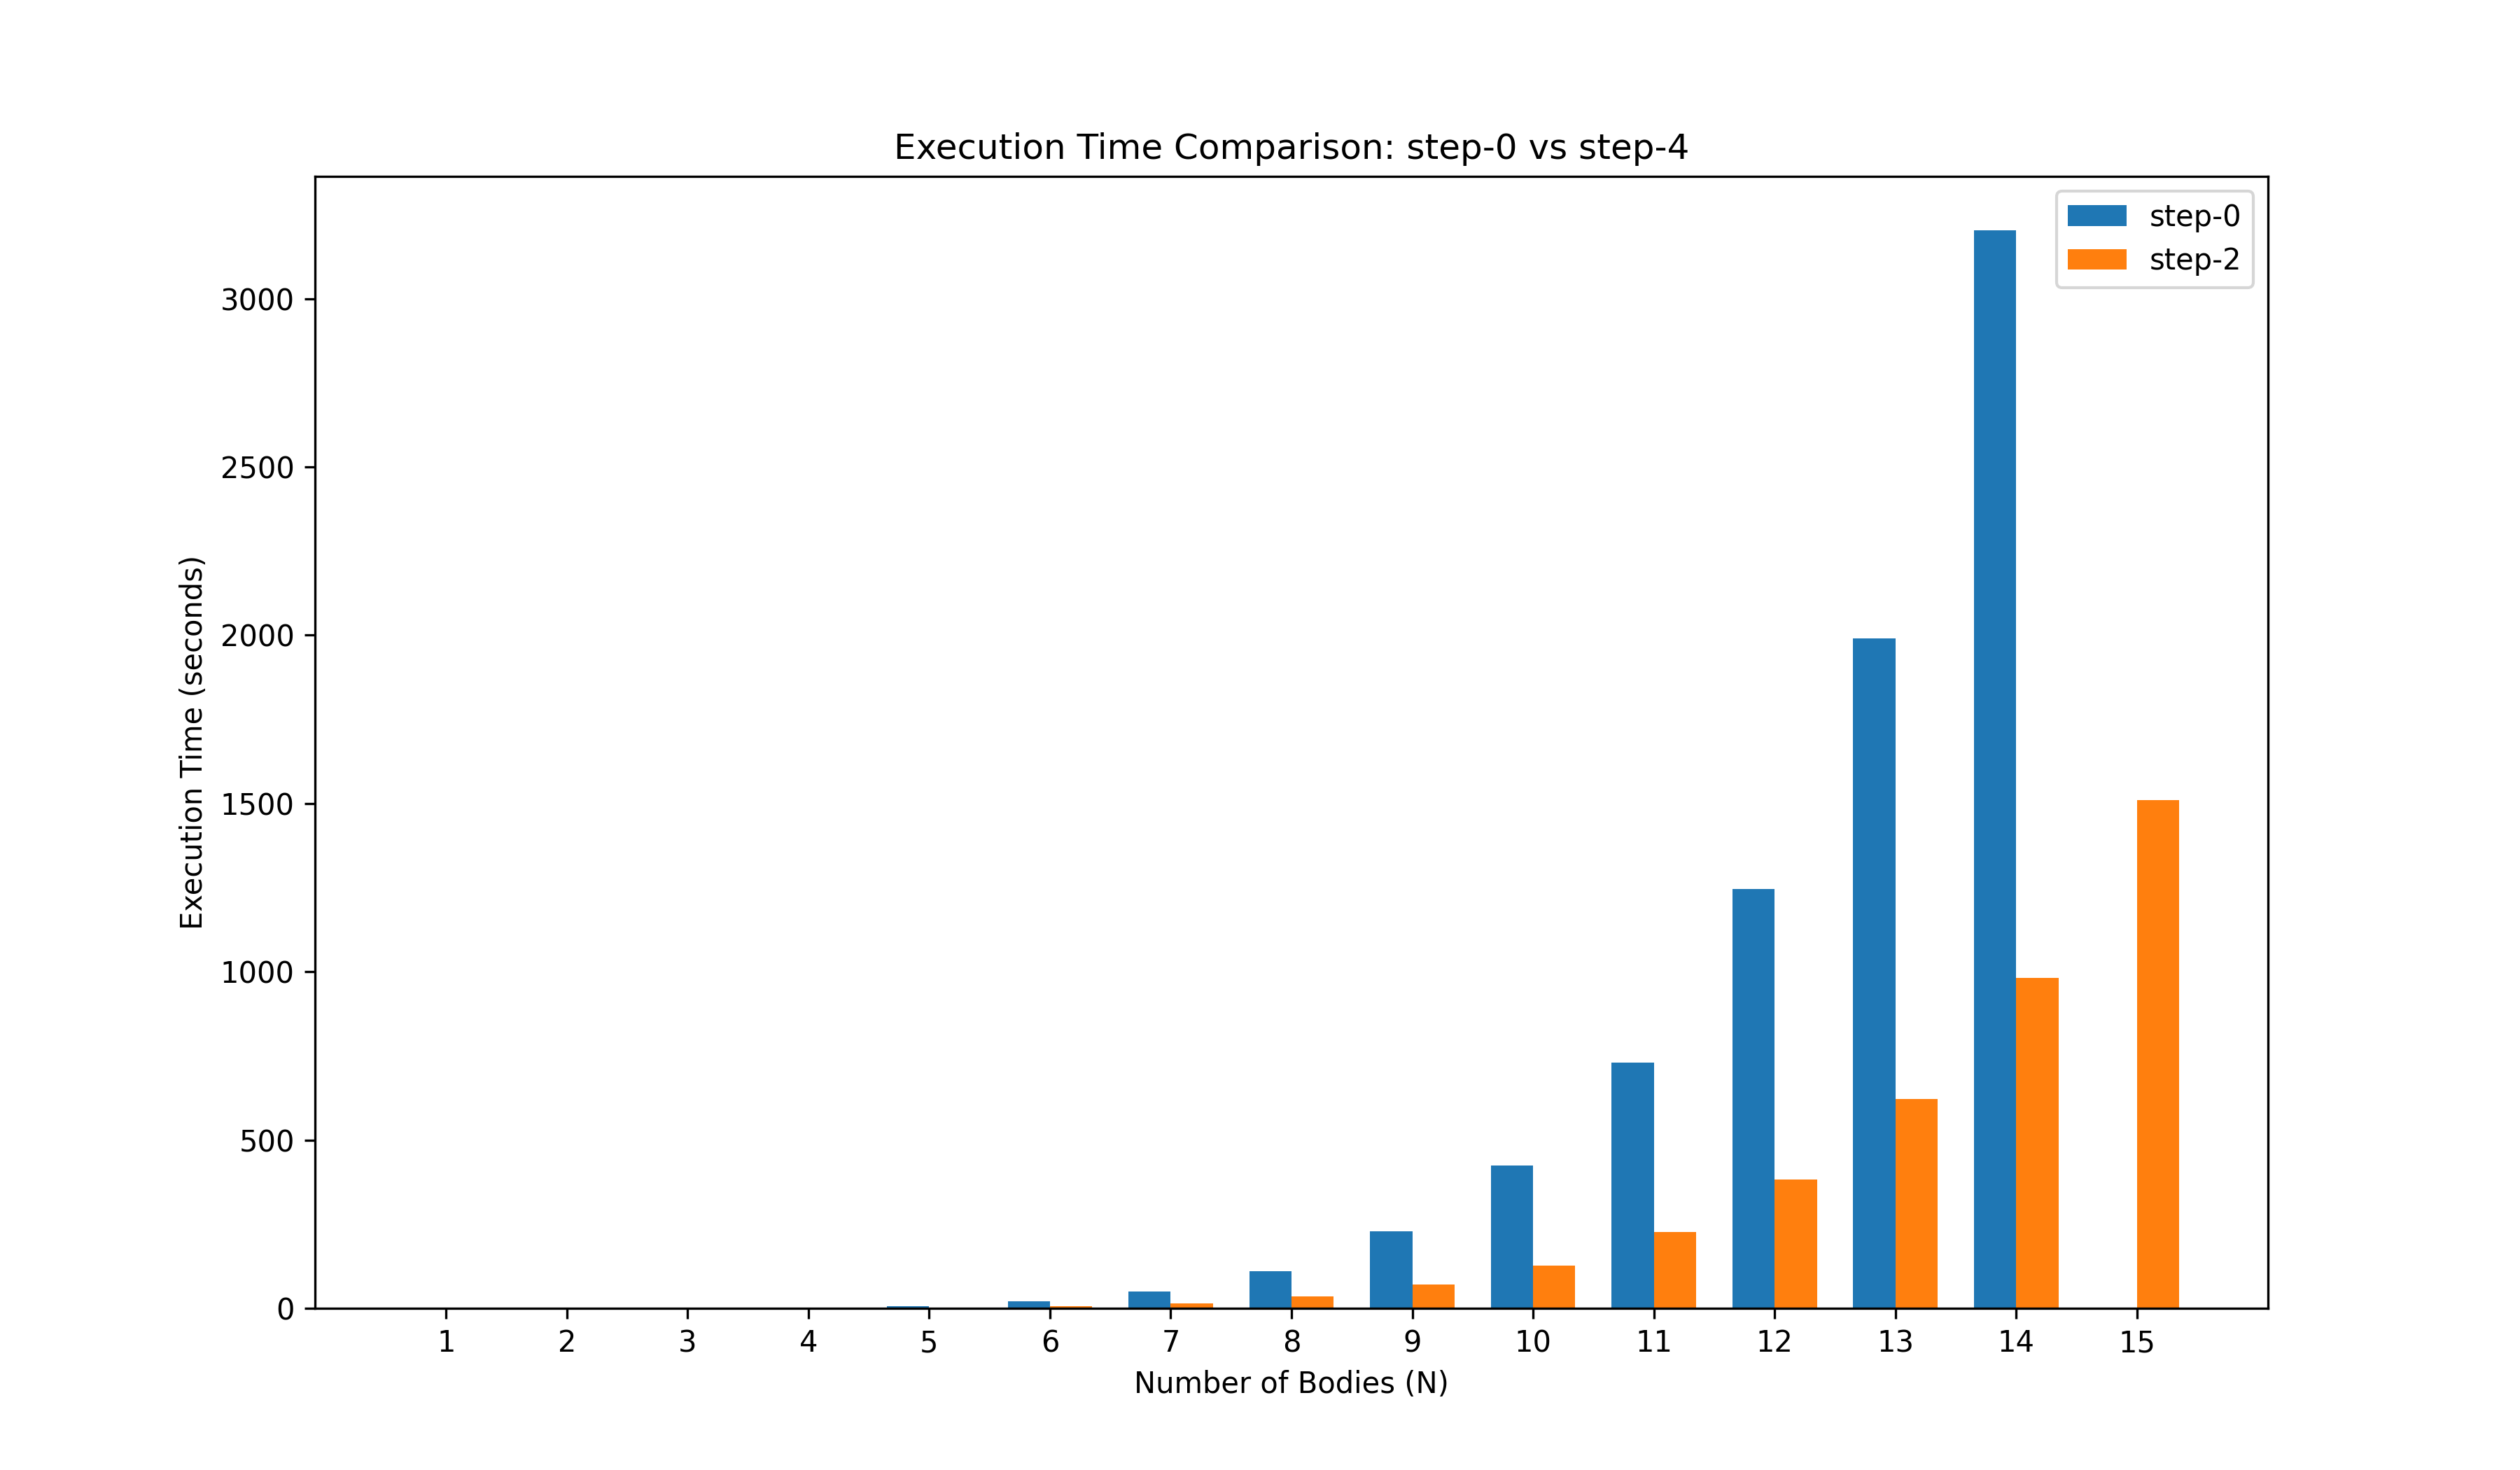 Execution Time Comparison: step-0 vs step-4
step-0
step-2
Execution Time (seconds)
3000
2500
2000
1500
1000
500
0
1 2 3 4 5 6 7 8 9 10 11 12 13 14 15
Number of Bodies (N)